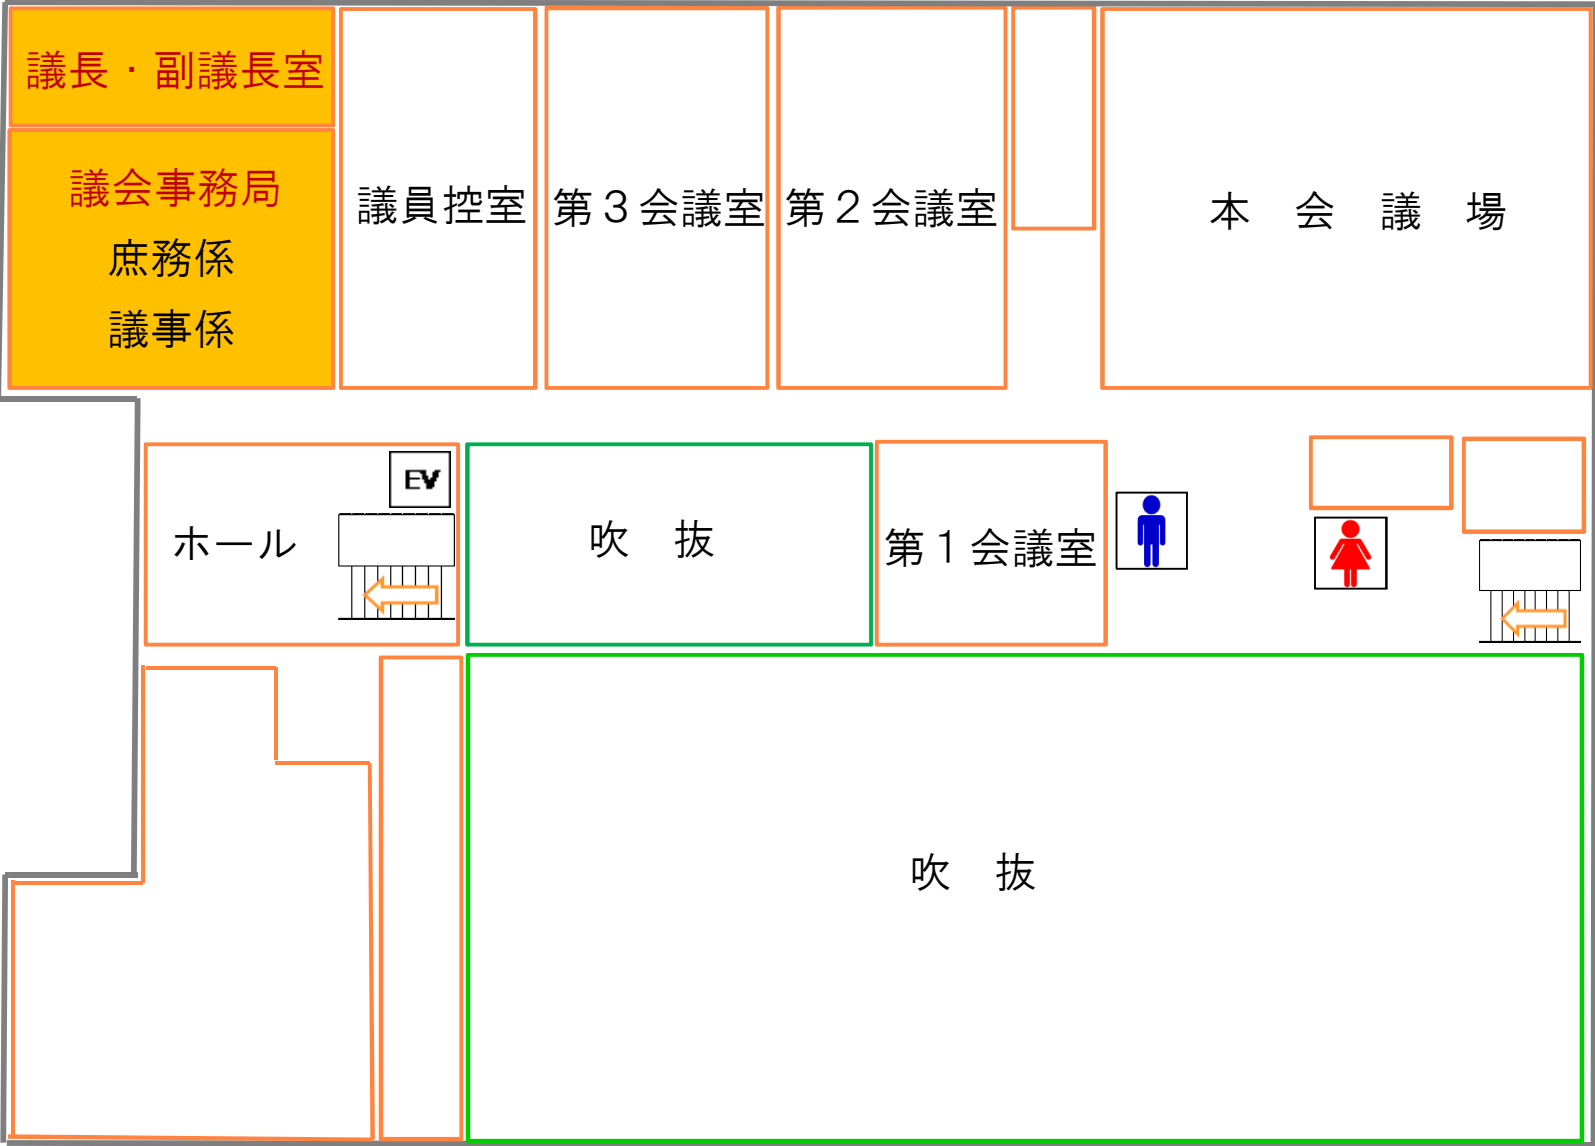 議長・副議長室
議会事務局
庶務係
議事係
議員控室
第３会議室
第２会議室
本　会　議　場
EV
ホール
吹　抜
第１会議室
吹　抜